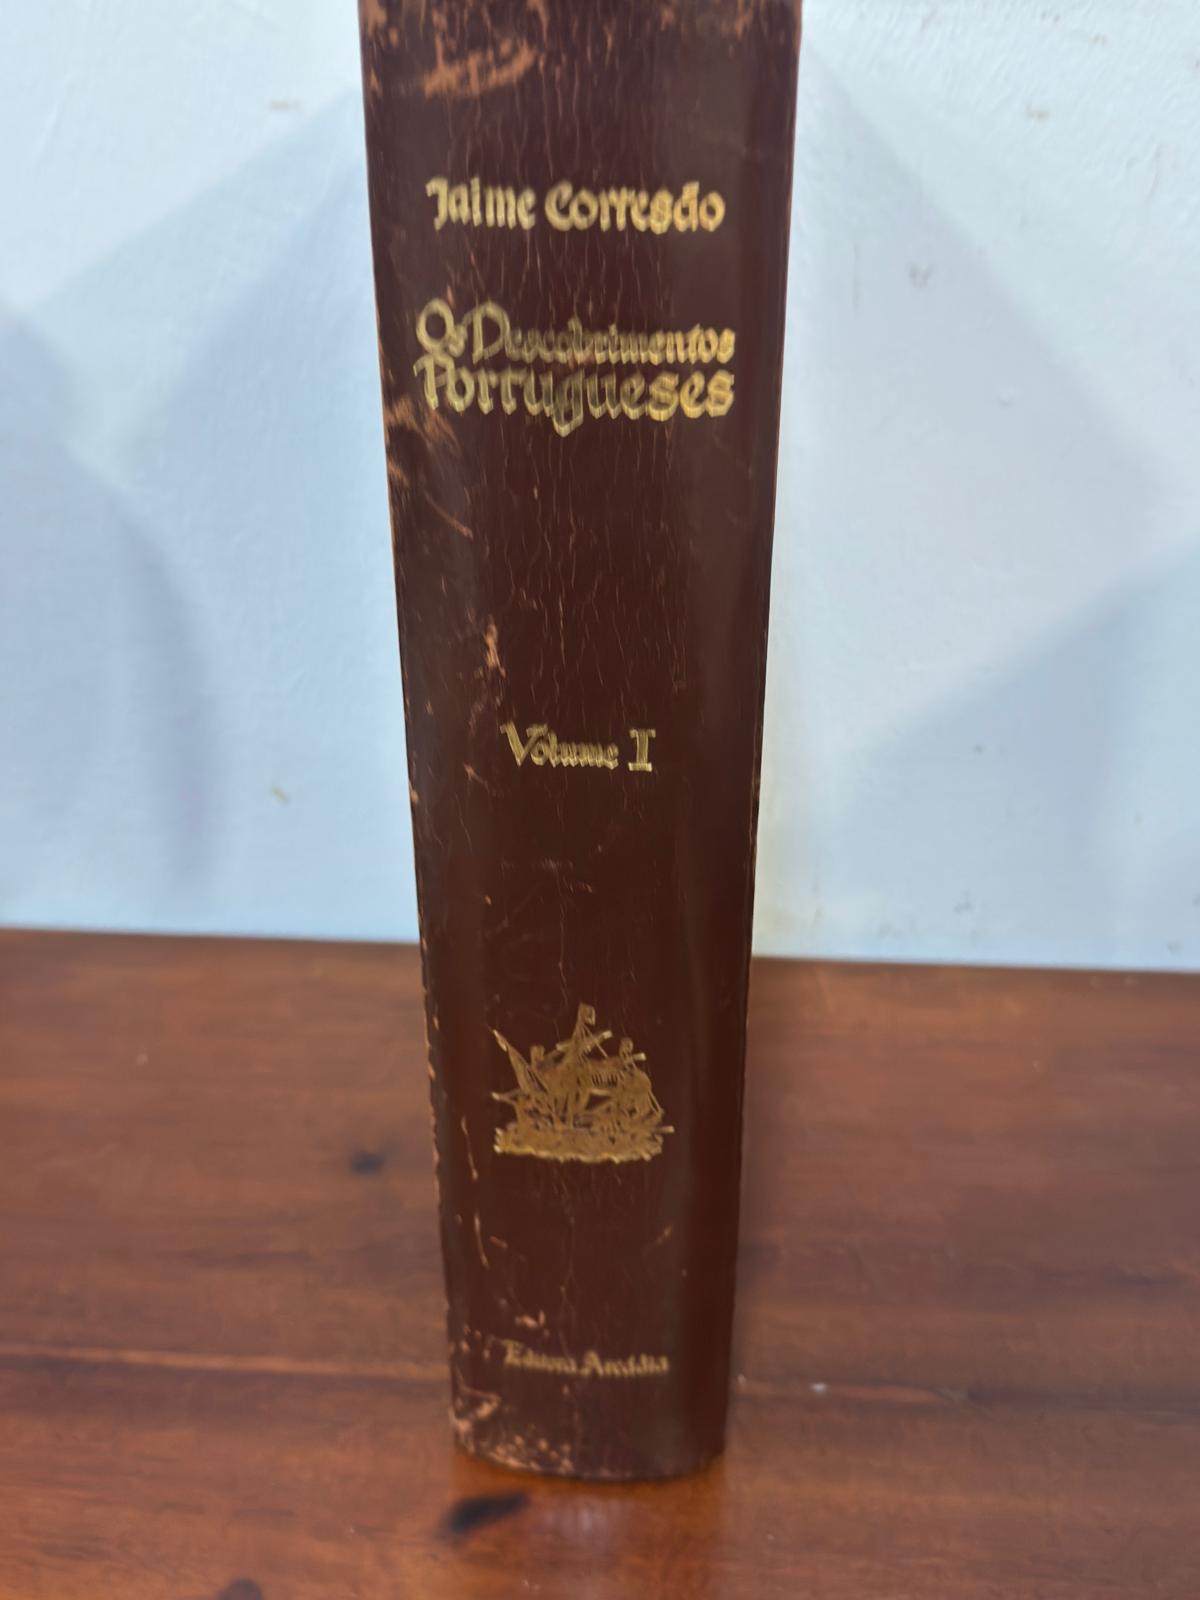 Jaime Cortesão
Os Descobrimentos
Portugueses
Volume I
Editora Arcádia